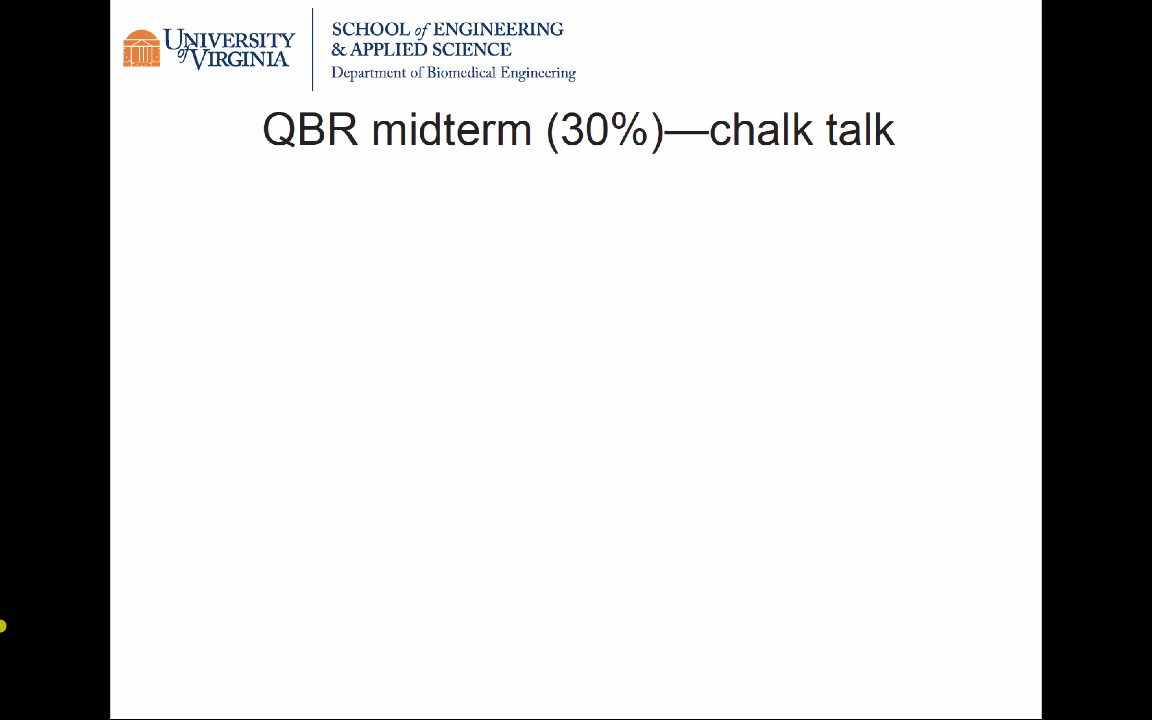 UNIVERSITY
of VIRGINIA
SCHOOL of ENGINEERING
& APPLIED SCIENCE
Department of Biomedical Engineering
QBR midterm (30%)—chalk talk